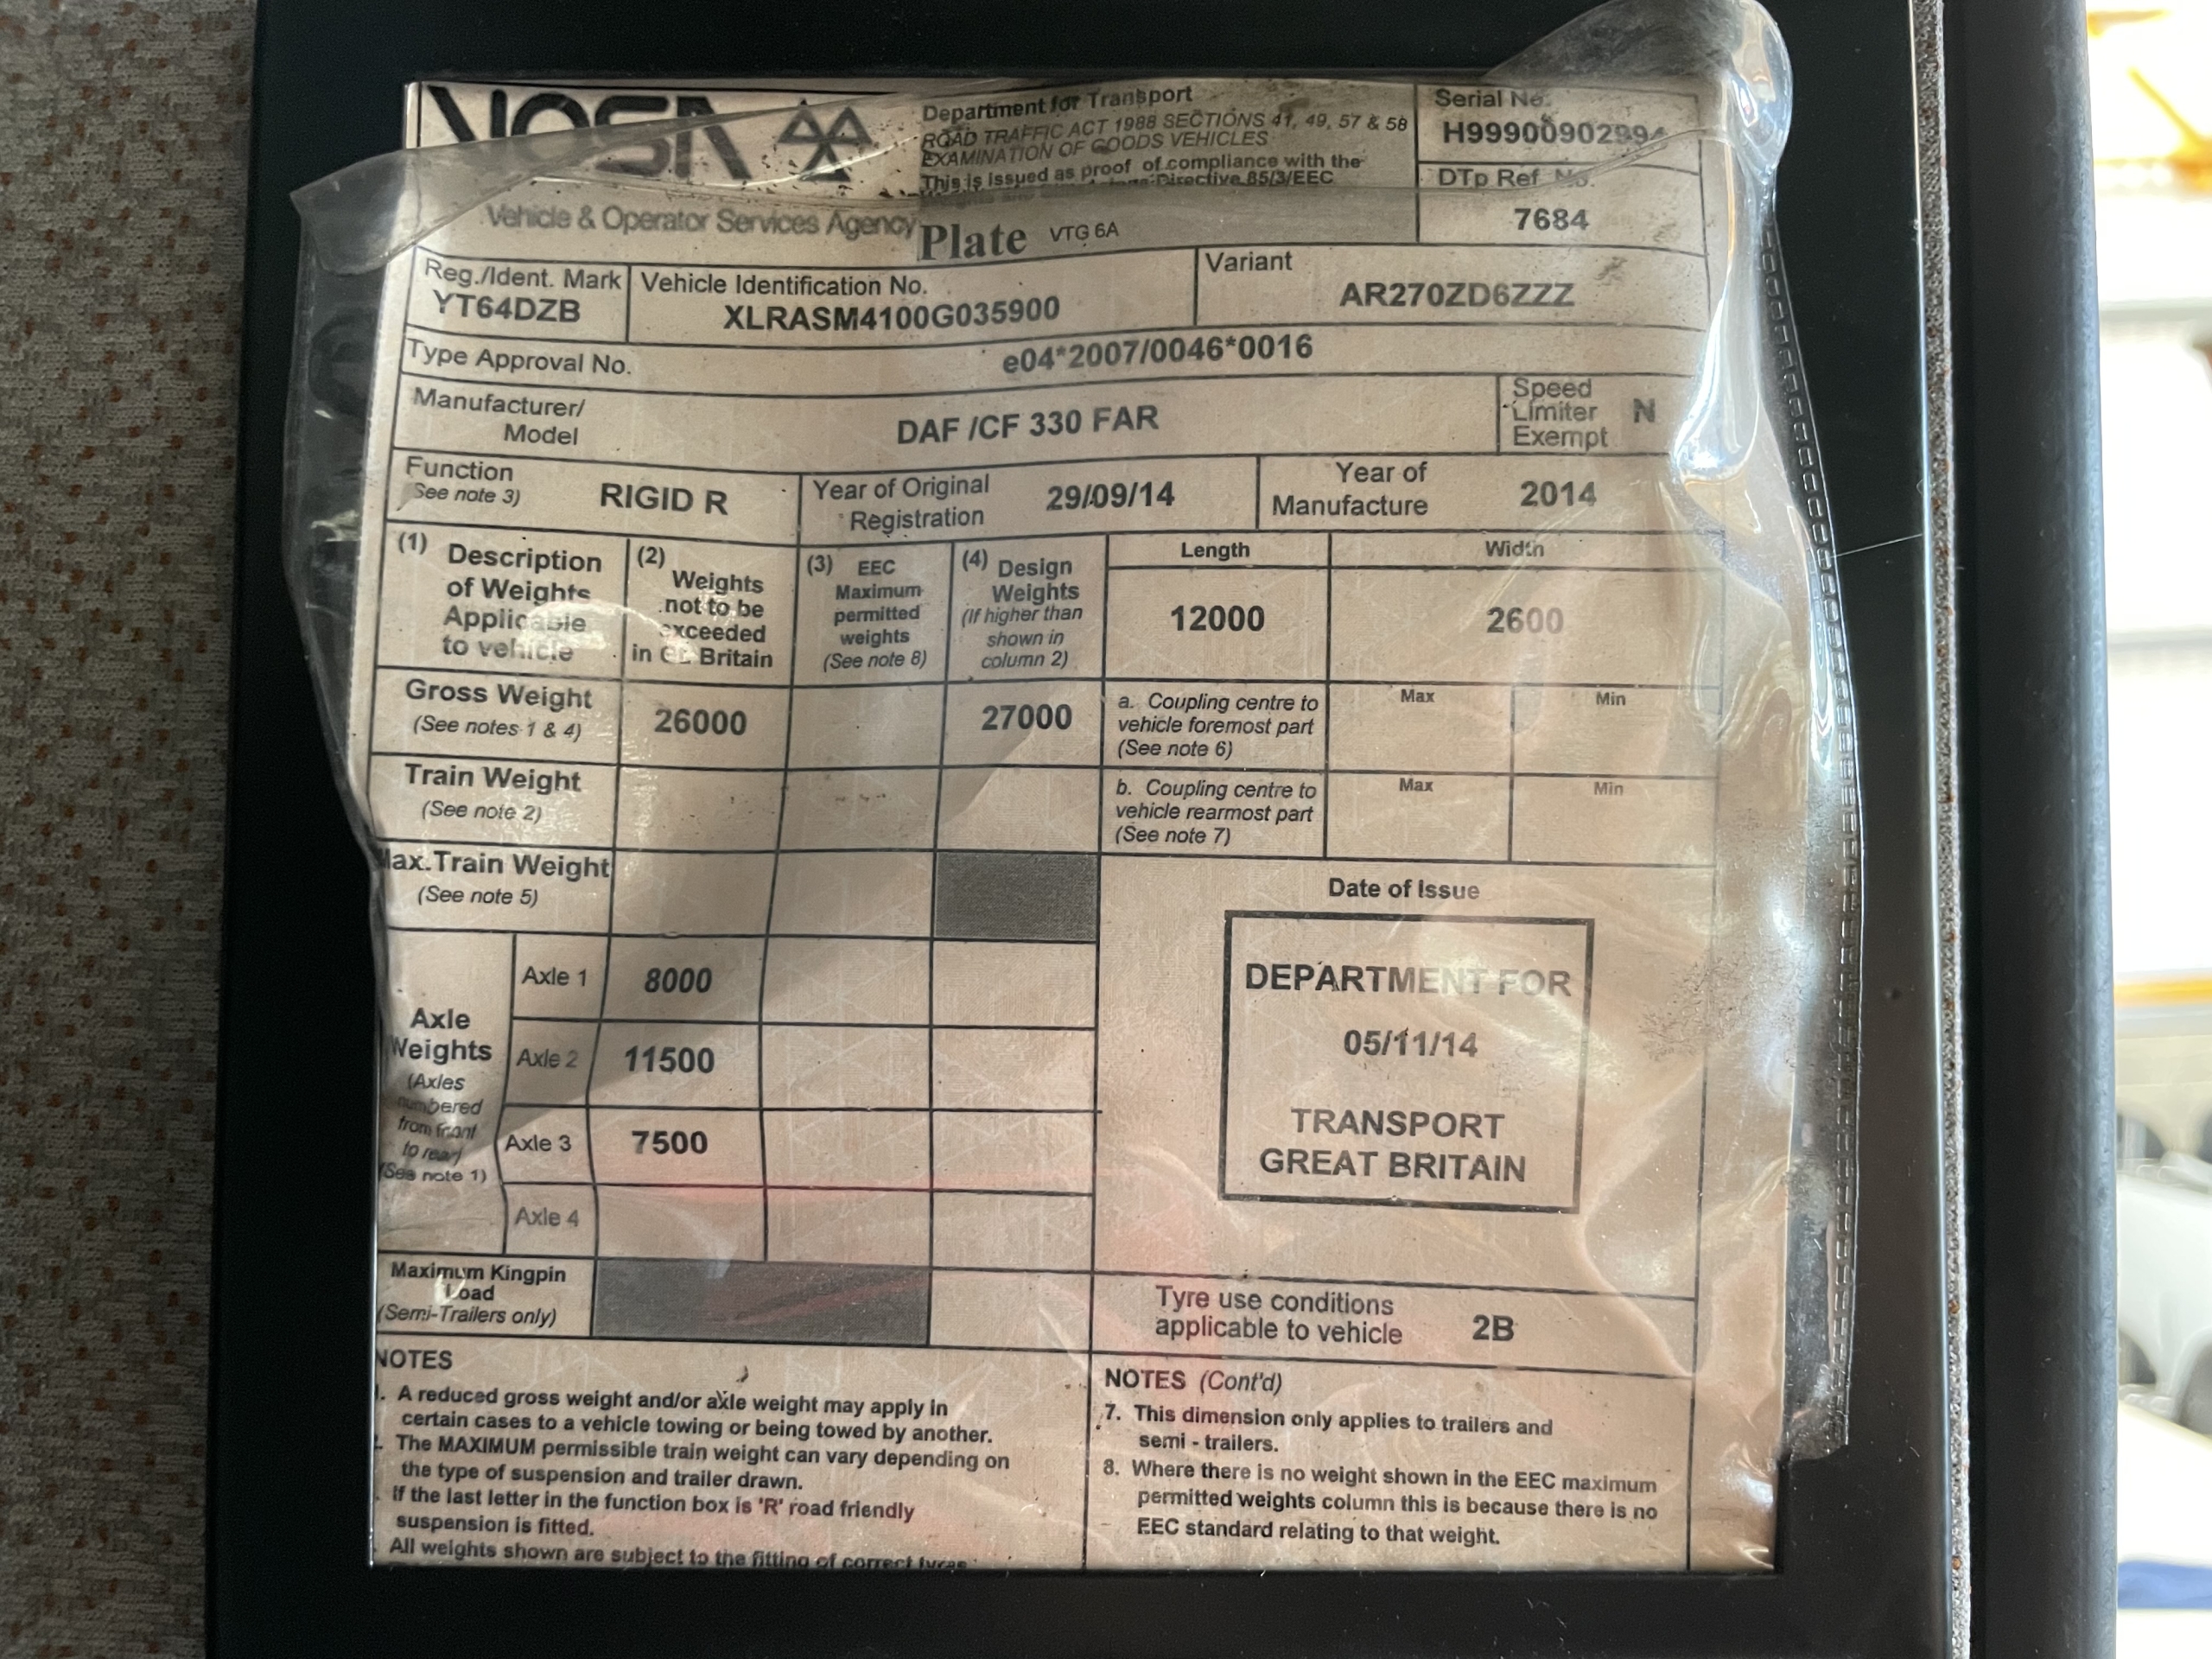 VOSA
Department for Transport
ROAD TRAFFIC ACT 1988 SECTIONS 41, 49, 57 & 58
EXAMINATION OF GOODS VEHICLES
This is issued as proof of compliance with the
Directive 85/3/EEC
Serial No.
H9990090299
DTp Ref. No.
7684
Vehicle & Operator Services Agency
Plate VTG 6A
Reg./Ident. Mark
YT64DZB
Vehicle Identification No.
XLRASM4100G035900
Variant
AR270ZD6ZZZ
Type Approval No.
e04*2007/0046*0016
Manufacturer/
Model
DAF /CF 330 FAR
Speed
Limiter
Exempt
N
Function
(See note 3)
RIGID R
Year of Original
Registration
29/09/14
Year of
Manufacture
2014
(1) Description
of Weights
Applicable
to vehicle
(2) Weights
not to be
exceeded
in Gt. Britain
(3) EEC
Maximum
permitted
weights
(See note 8)
(4) Design
Weights
(If higher than
shown in
column 2)
Length
12000
Width
2600
Gross Weight
(See notes 1 & 4)
26000
27000
a. Coupling centre to
vehicle foremost part
(See note 6)
Max
Min
Train Weight
(See note 2)
b. Coupling centre to
vehicle rearmost part
(See note 7)
Max
Min
Max.Train Weight
(See note 5)
Date of Issue
DEPARTMENT FOR
05/11/14
TRANSPORT
GREAT BRITAIN
Axle
Weights
(Axles
numbered
from front
to rear)
(See note 1)
Axle 1
8000
Axle 2
11500
Axle 3
7500
Axle 4
Maximum Kingpin
Load
(Semi-Trailers only)
Tyre use conditions
applicable to vehicle
2B
NOTES
. A reduced gross weight and/or axle weight may apply in
certain cases to a vehicle towing or being towed by another.
. The MAXIMUM permissible train weight can vary depending on
the type of suspension and trailer drawn.
. If the last letter in the function box is 'R' road friendly
suspension is fitted.
. All weights shown are subject to the fitting of correct tyres
NOTES (Cont'd)
7. This dimension only applies to trailers and
semi - trailers.
8. Where there is no weight shown in the EEC maximum
permitted weights column this is because there is no
EEC standard relating to that weight.